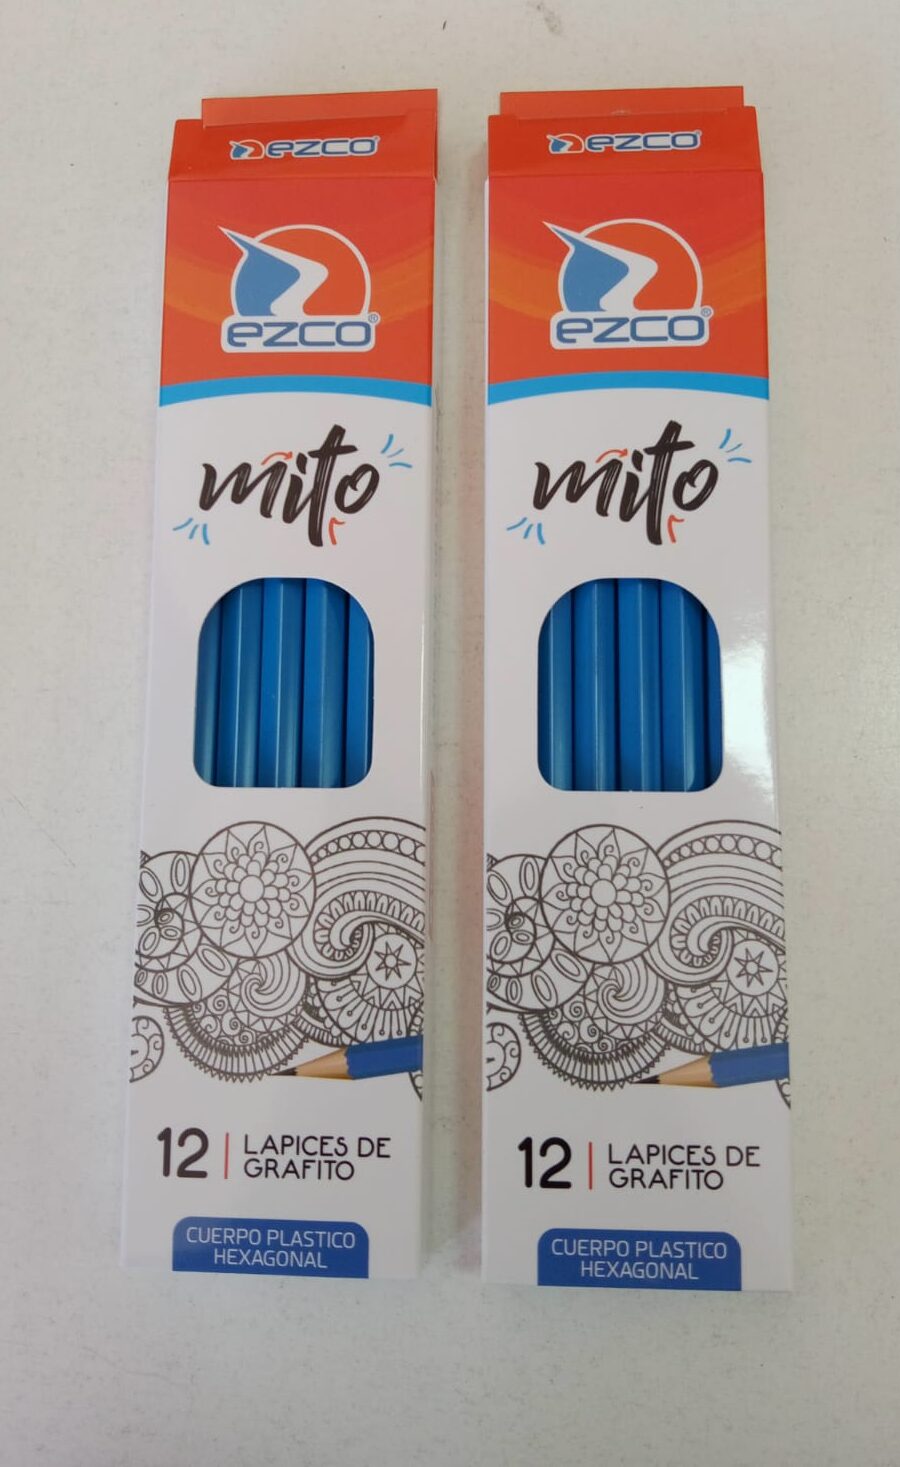 ezco
ezco®
mito
12 | LAPICES DE
GRAFITO
CUERPO PLASTICO
HEXAGONAL
ezco
ezco®
mito
12 | LAPICES DE
GRAFITO
CUERPO PLASTICO
HEXAGONAL